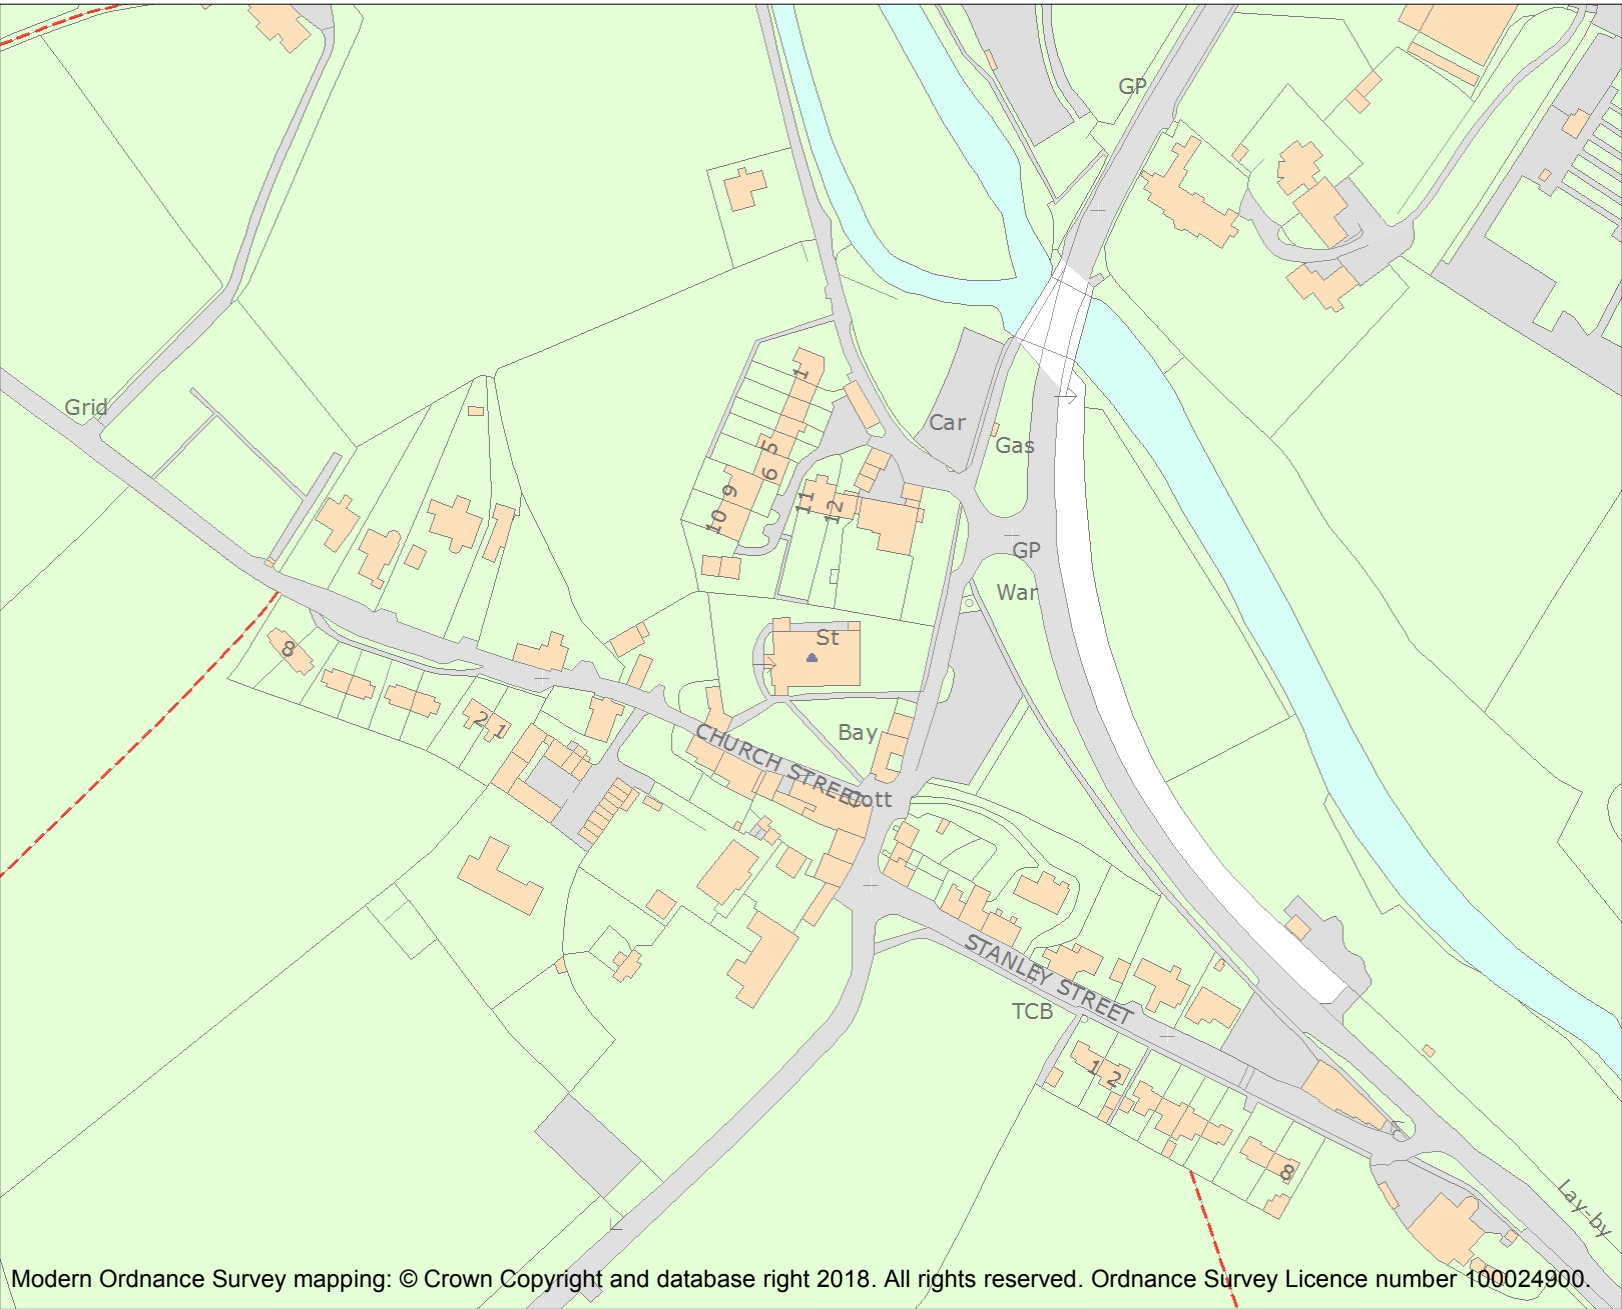 GP
Grid
Car
Gas
1
5
6
9
10
11
12
GP
War
St
8
2 1
Bay
CHURCH STREET
Cott
STANLEY STREET
TCB
1 2
8
Lay-by
Modern Ordnance Survey mapping: © Crown Copyright and database right 2018. All rights reserved. Ordnance Survey Licence number 100024900.